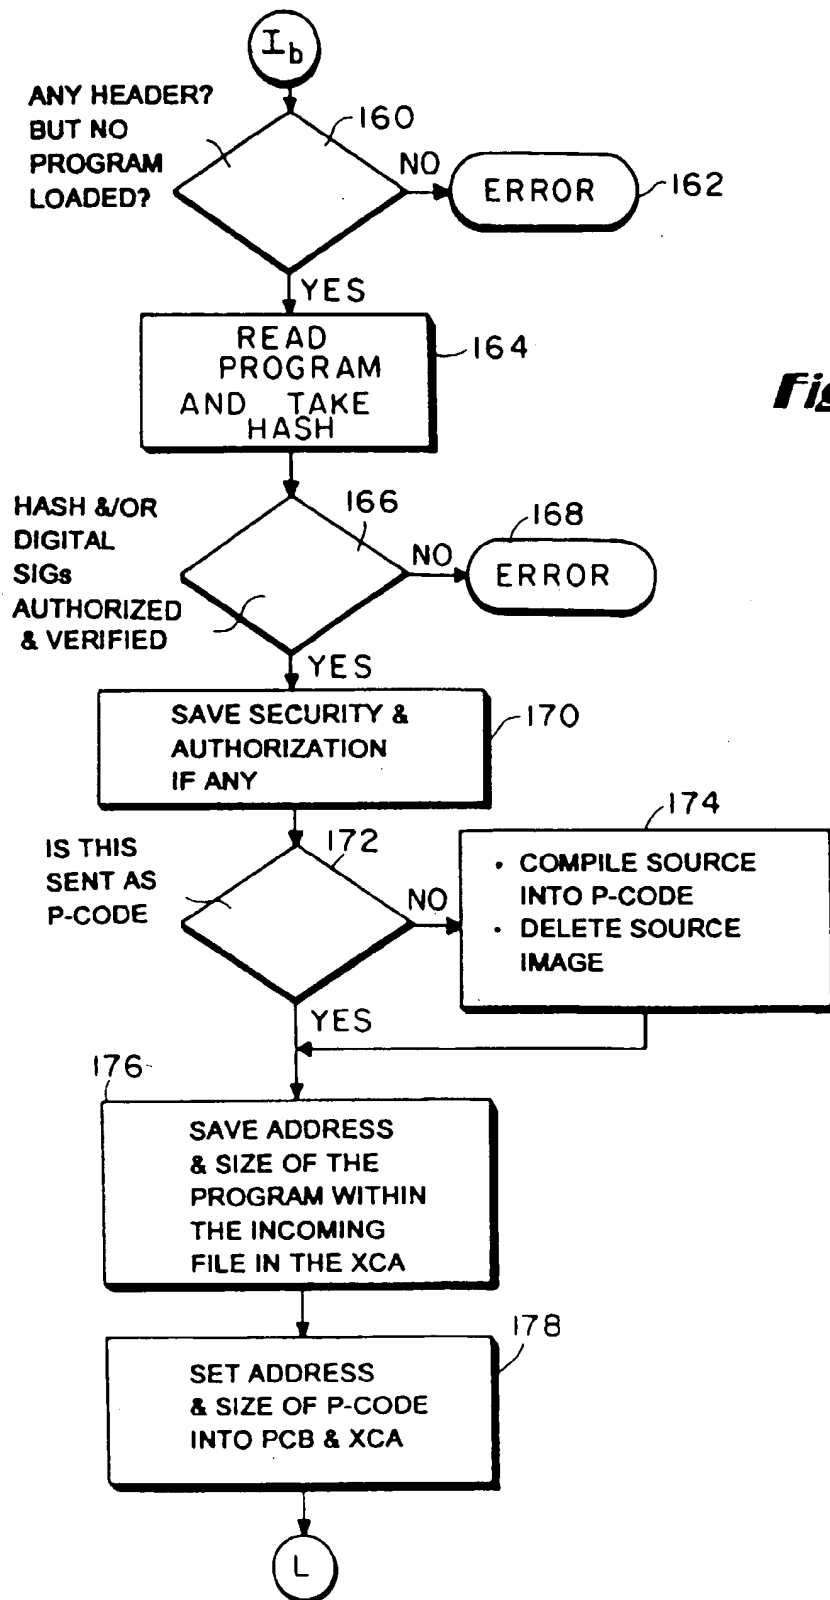 I b
ANY HEADER?
BUT NO
PROGRAM
LOADED?
160
NO
ERROR
162
YES
READ
PROGRAM
AND TAKE
HASH
164
Fig
HASH &/OR
DIGITAL
SIGs
AUTHORIZED
& VERIFIED
166
NO
168
ERROR
YES
SAVE SECURITY &
AUTHORIZATION
IF ANY
170
IS THIS
SENT AS
P-CODE
172
NO
174
• COMPILE SOURCE
INTO P-CODE
• DELETE SOURCE
IMAGE
YES
176
SAVE ADDRESS
& SIZE OF THE
PROGRAM WITHIN
THE INCOMING
FILE IN THE XCA
178
SET ADDRESS
& SIZE OF P-CODE
INTO PCB & XCA
L